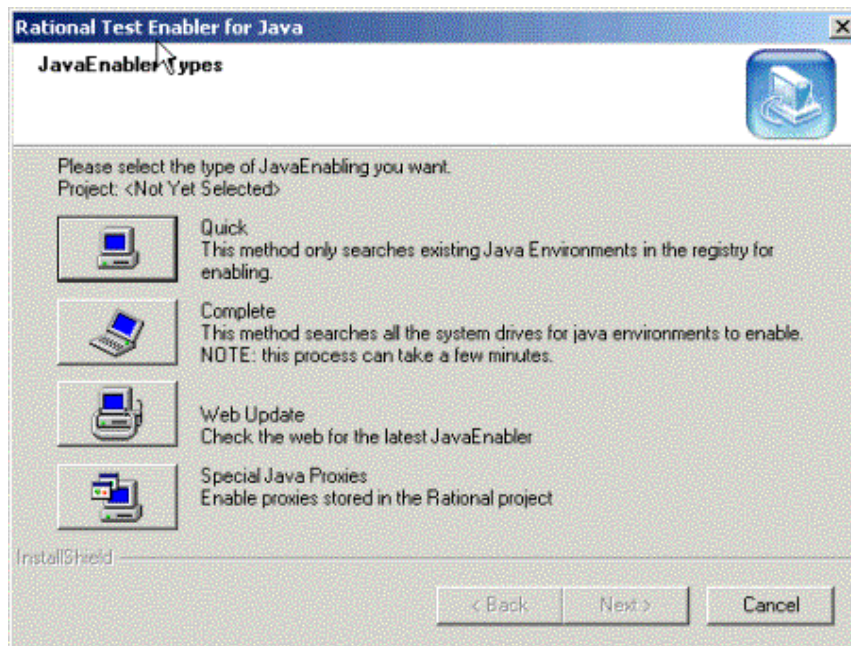 Rational Test Enabler for Java
JavaEnabler Types
Please select the type of JavaEnabling you want.
Project: <Not Yet Selected>
Quick
This method only searches existing Java Environments in the registry for
enabling.
Complete
This method searches all the system drives for java environments to enable.
NOTE: this process can take a few minutes.
Web Update
Check the web for the latest JavaEnabler
Special Java Proxies
Enable proxies stored in the Rational project
InstallShield
< Back Next > Cancel